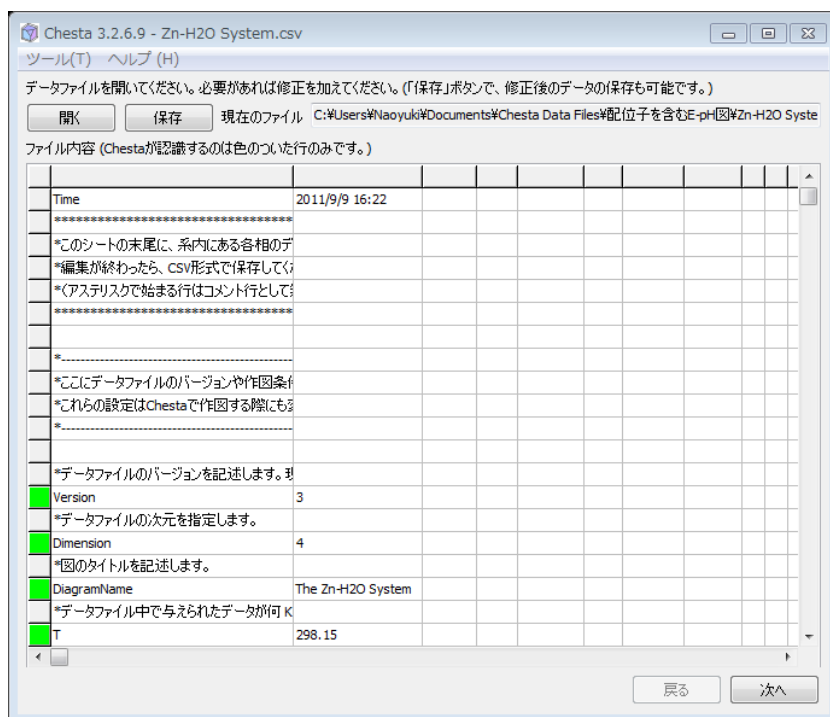 Chesta 3.2.6.9 - Zn-H2O System.csv
ツール(T) ヘルプ (H)
データファイルを開いてください。必要があれば修正を加えてください。(「保存」ボタンで、修正後のデータの保存も可能です。)
開く 保存 現在のファイル C:¥Users¥Naoyuki¥Documents¥Chesta Data Files¥配位子を含むE-pH図¥Zn-H2O Syste
ファイル内容 (Chestaが認識するのは色のついた行のみです。)
Time 2011/9/9 16:22
*********************************
*このシートの末尾に、系内にある各相のデ
*編集が終わったら、CSV形式で保存してく
*(アステリスクで始まる行はコメント行として
*********************************
*--------------------------------------------------
*ここにデータファイルのバージョンや作図条
*これらの設定はChestaで作図する際にも
*--------------------------------------------------
*データファイルのバージョンを記述します。現
Version 3
*データファイルの次元を指定します。
Dimension 4
*図のタイトルを記述します。
DiagramName The Zn-H2O System
*データファイル中で与えられたデータが何 K
T 298.15
戻る 次へ